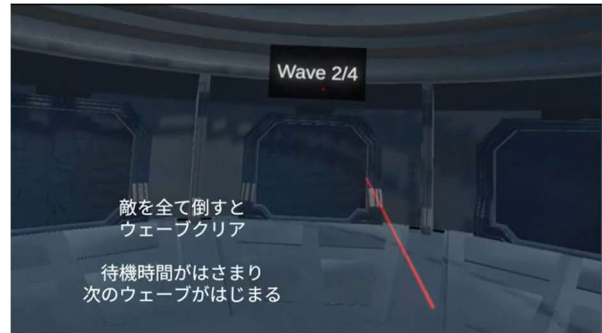 Wave 2/4
敵を全て倒すと
ウェーブクリア
待機時間がはさまり
次のウェーブがはじまる